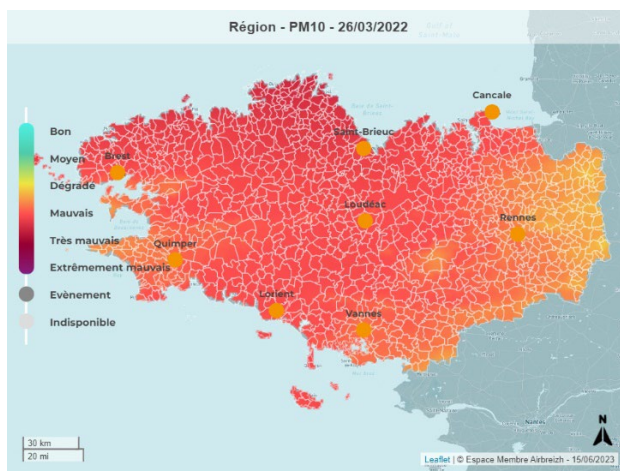 Région - PM10 - 26/03/2022
Cancale
Bon
Saint-Brieuc
Moyen
Brest
Dégradé
Mauvais
Loudéac
Rennes
Très mauvais
Quimper
Extrêmement mauvais
Evènement
Lorient
Vannes
Indisponible
Nantes
N
30 km
20 mi
Leaflet | © Espace Membre Airbreizh - 15/06/2023